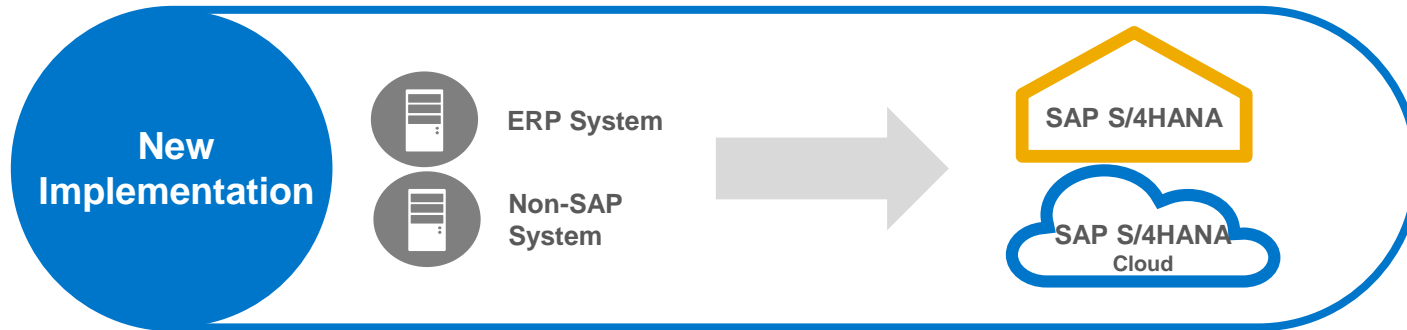 New
Implementation
ERP System
Non-SAP
System
SAP S/4HANA
SAP S/4HANA
Cloud